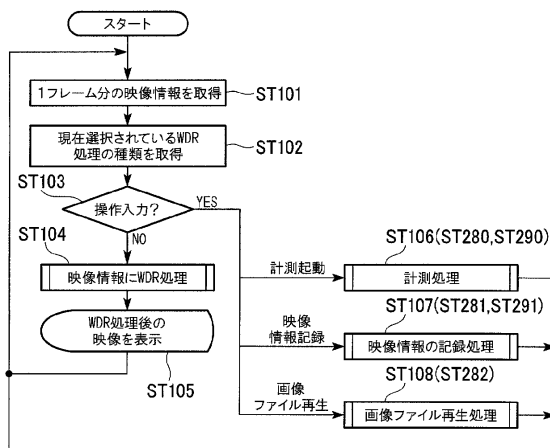 スタート
1フレーム分の映像情報を取得
ST101
現在選択されているWDR
処理の種類を取得
ST102
ST103
操作入力?
YES
NO
ST104
映像情報にWDR処理
WDR処理後の
映像を表示
ST105
ST106(ST280,ST290)
計測起動
計測処理
ST107(ST281,ST291)
映像
情報記録
映像情報の記録処理
ST108(ST282)
画像
ファイル再生
画像ファイル再生処理